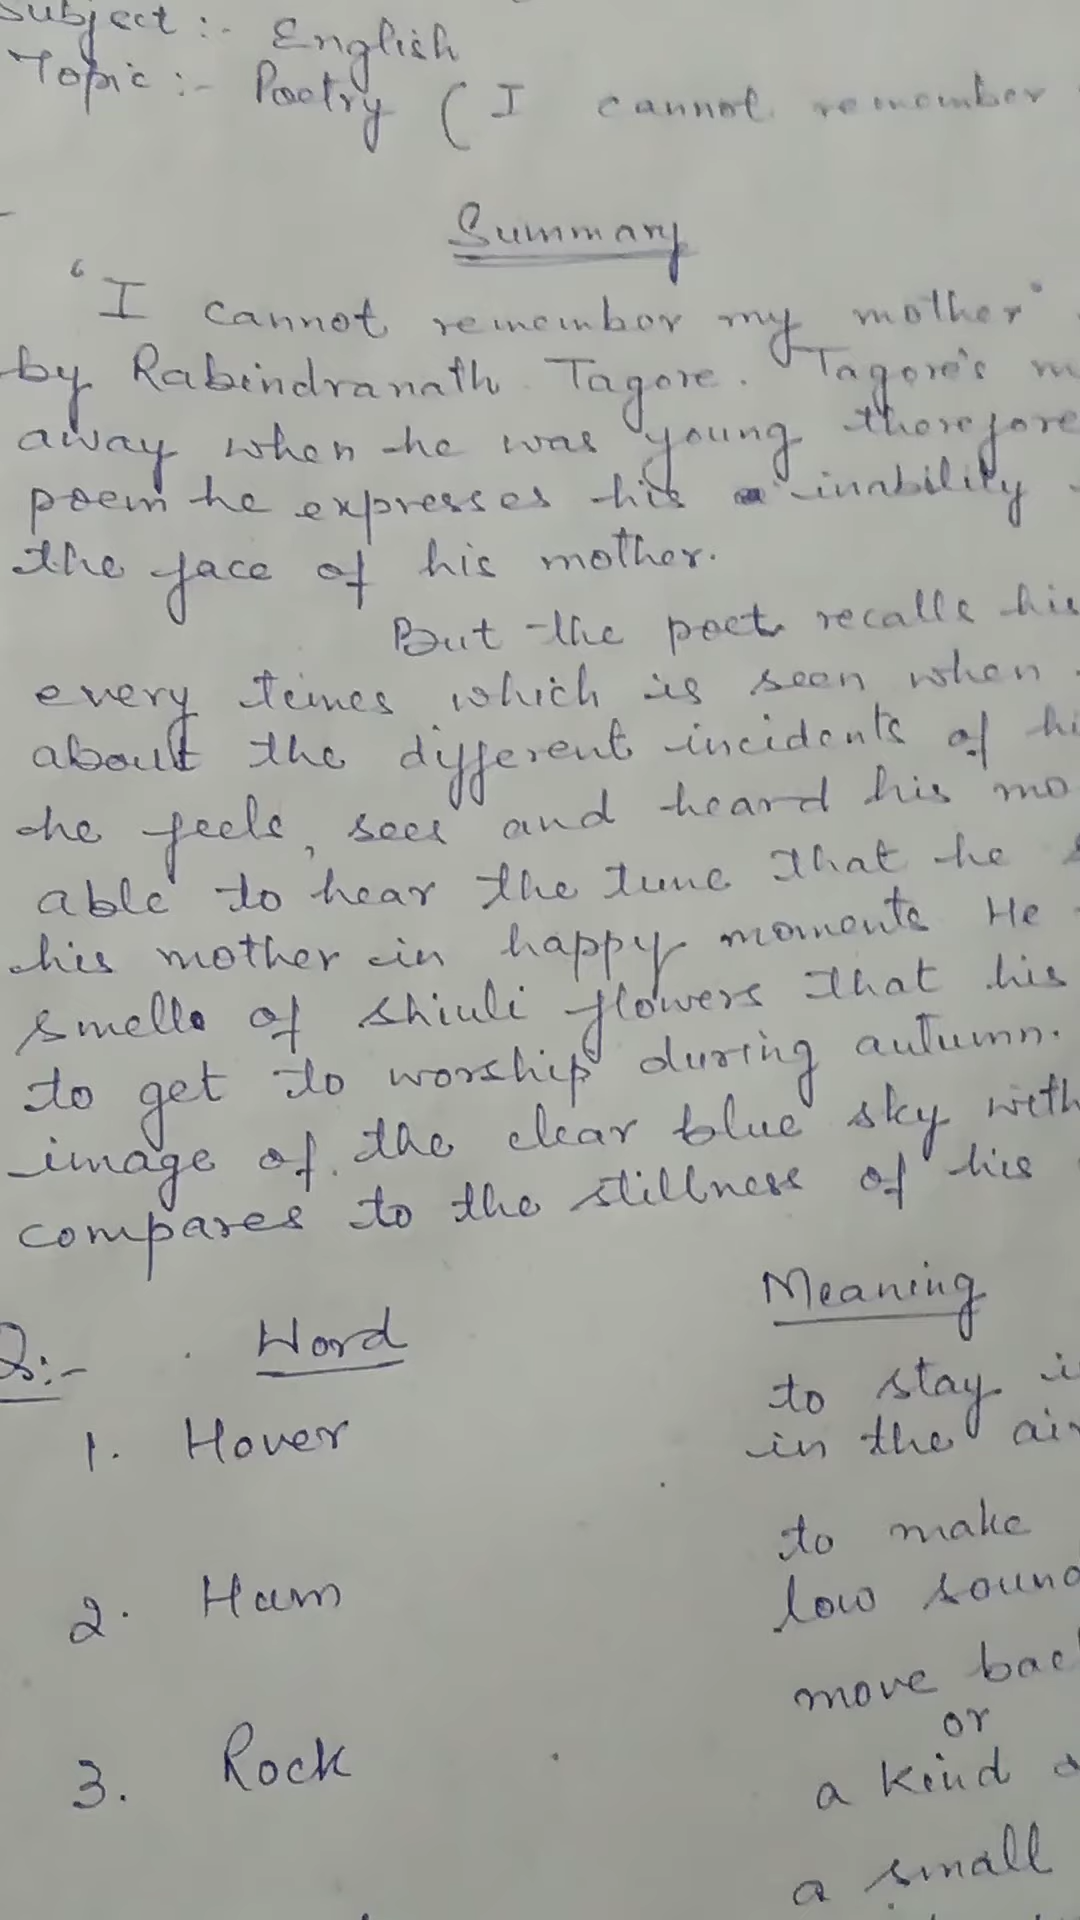 Subject :- English
Topic :- Poetry ( I cannot remember
Summary
"I cannot remember my mother"
by Rabindranath Tagore. Tagore's m
away when he was young therefore
poem he expresses his inability
the face of his mother.
But the poet recalls his
every times which is seen when
about the different incidents of hi
he feels, sees and heard his mo
able to hear the tune that he s
his mother in happy moments He
smells of shiuli flowers that his
to get to worship during autumn.
image of the clear blue sky with
compares to the stillness of his
Q:- Word Meaning
1. Hover to stay i
in the air
2. Hum to make
low sound
3. Rock move bac
or
a kind o
a small